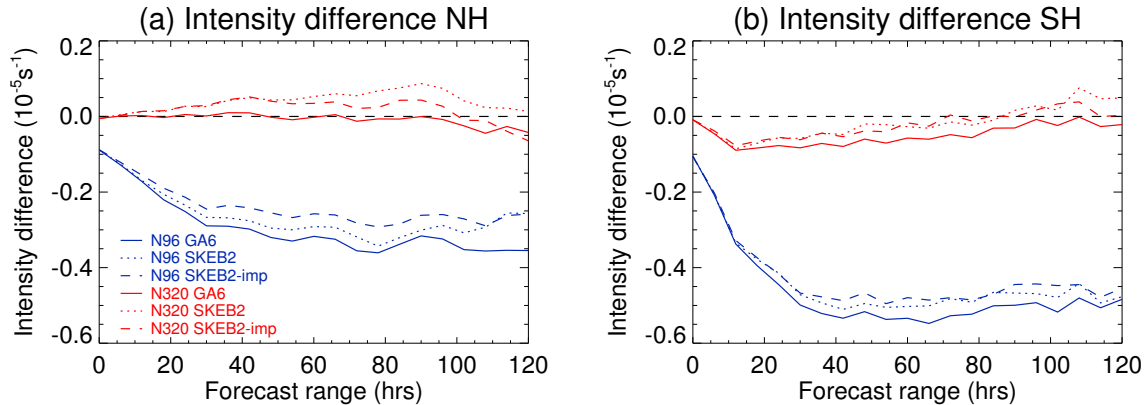 (a) Intensity difference NH
Intensity difference (10⁻⁵s⁻¹)
0.2
0.0
-0.2
-0.4
-0.6
N96 GA6
N96 SKEB2
N96 SKEB2-imp
N320 GA6
N320 SKEB2
N320 SKEB2-imp
0 20 40 60 80 100 120
Forecast range (hrs)
(b) Intensity difference SH
Intensity difference (10⁻⁵s⁻¹)
0.2
0.0
-0.2
-0.4
-0.6
0 20 40 60 80 100 120
Forecast range (hrs)